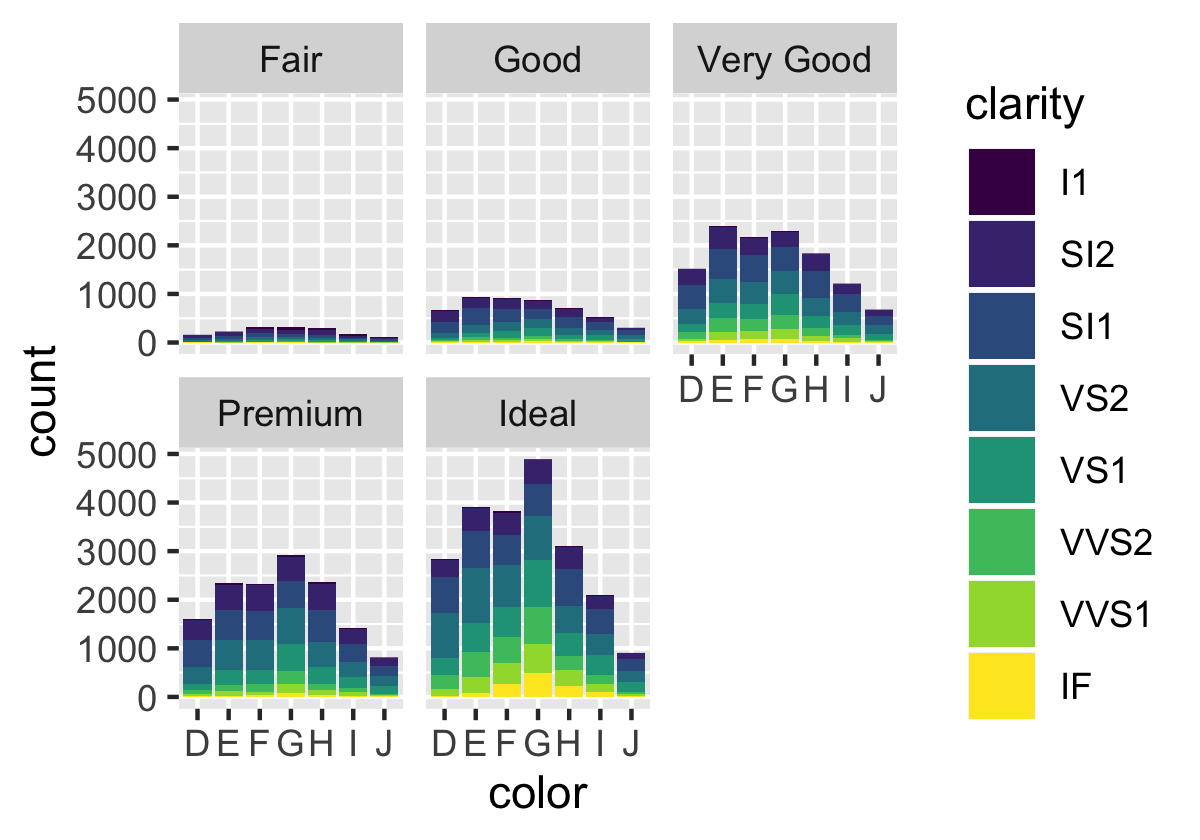 Fair
Good
Very Good
5000
4000
3000
2000
1000
0
D E F G H I J
Premium
Ideal
5000
4000
3000
2000
1000
0
D E F G H I J
D E F G H I J
count
color
clarity
I1
SI2
SI1
VS2
VS1
VVS2
VVS1
IF